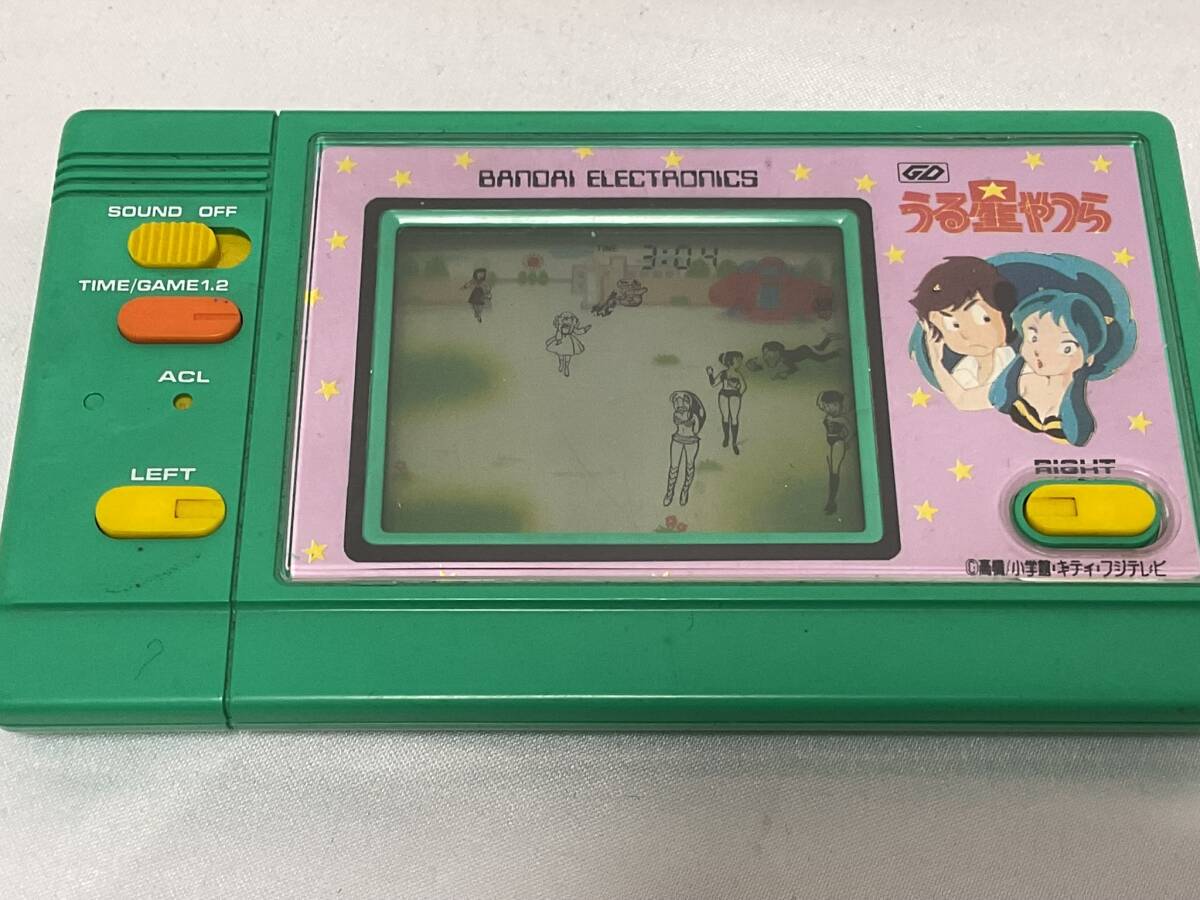 SOUND OFF
TIME/GAME1.2
ACL
LEFT
BANDAI ELECTRONICS
TIME
3:04
GD
うる星やつら
RIGHT
©高橋/小学館・キティ・フジテレビ